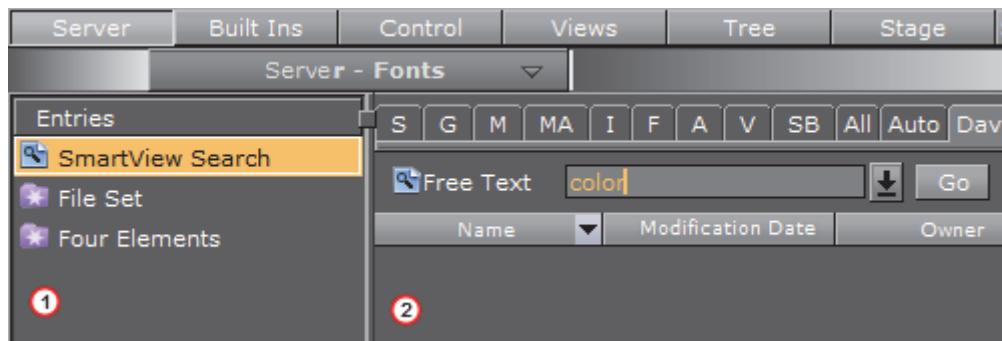 Server Built Ins Control Views Tree Stage
Server - Fonts
Entries
S G M MA I F A V SB All Auto Dav
SmartView Search
Free Text color Go
File Set
Name Modification Date Owner
Four Elements
1 2